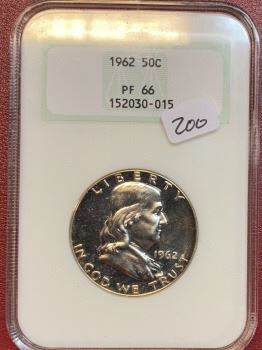 1962 50C
PF 66
152030-015
200
LIBERTY
1962
IN GOD WE TRUST